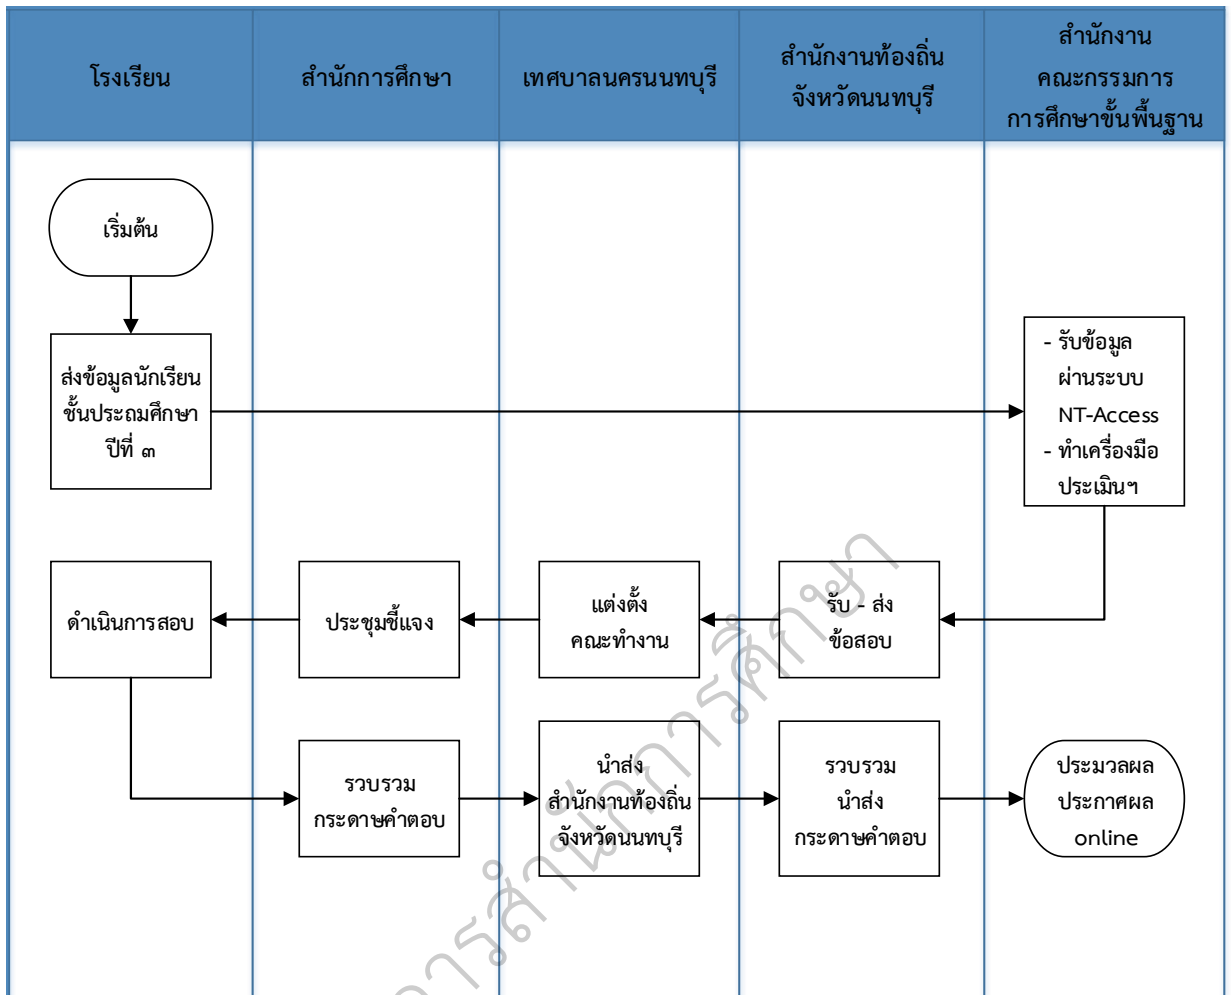 โรงเรียน
สำนักการศึกษา
เทศบาลนครนนทบุรี
สำนักงานท้องถิ่น
จังหวัดนนทบุรี
สำนักงาน
คณะกรรมการ
การศึกษาขั้นพื้นฐาน
เริ่มต้น
ส่งข้อมูลนักเรียน
ชั้นประถมศึกษา
ปีที่ ๓
- รับข้อมูล
ผ่านระบบ
NT-Access
- ทำเครื่องมือ
ประเมินฯ
ดำเนินการสอบ
ประชุมชี้แจง
แต่งตั้ง
คณะทำงาน
รับ - ส่ง
ข้อสอบ
รวบรวม
กระดาษคำตอบ
นำส่ง
สำนักงานท้องถิ่น
จังหวัดนนทบุรี
รวบรวม
นำส่ง
กระดาษคำตอบ
ประมวลผล
ประกาศผล
online
การสำนักการศึกษา